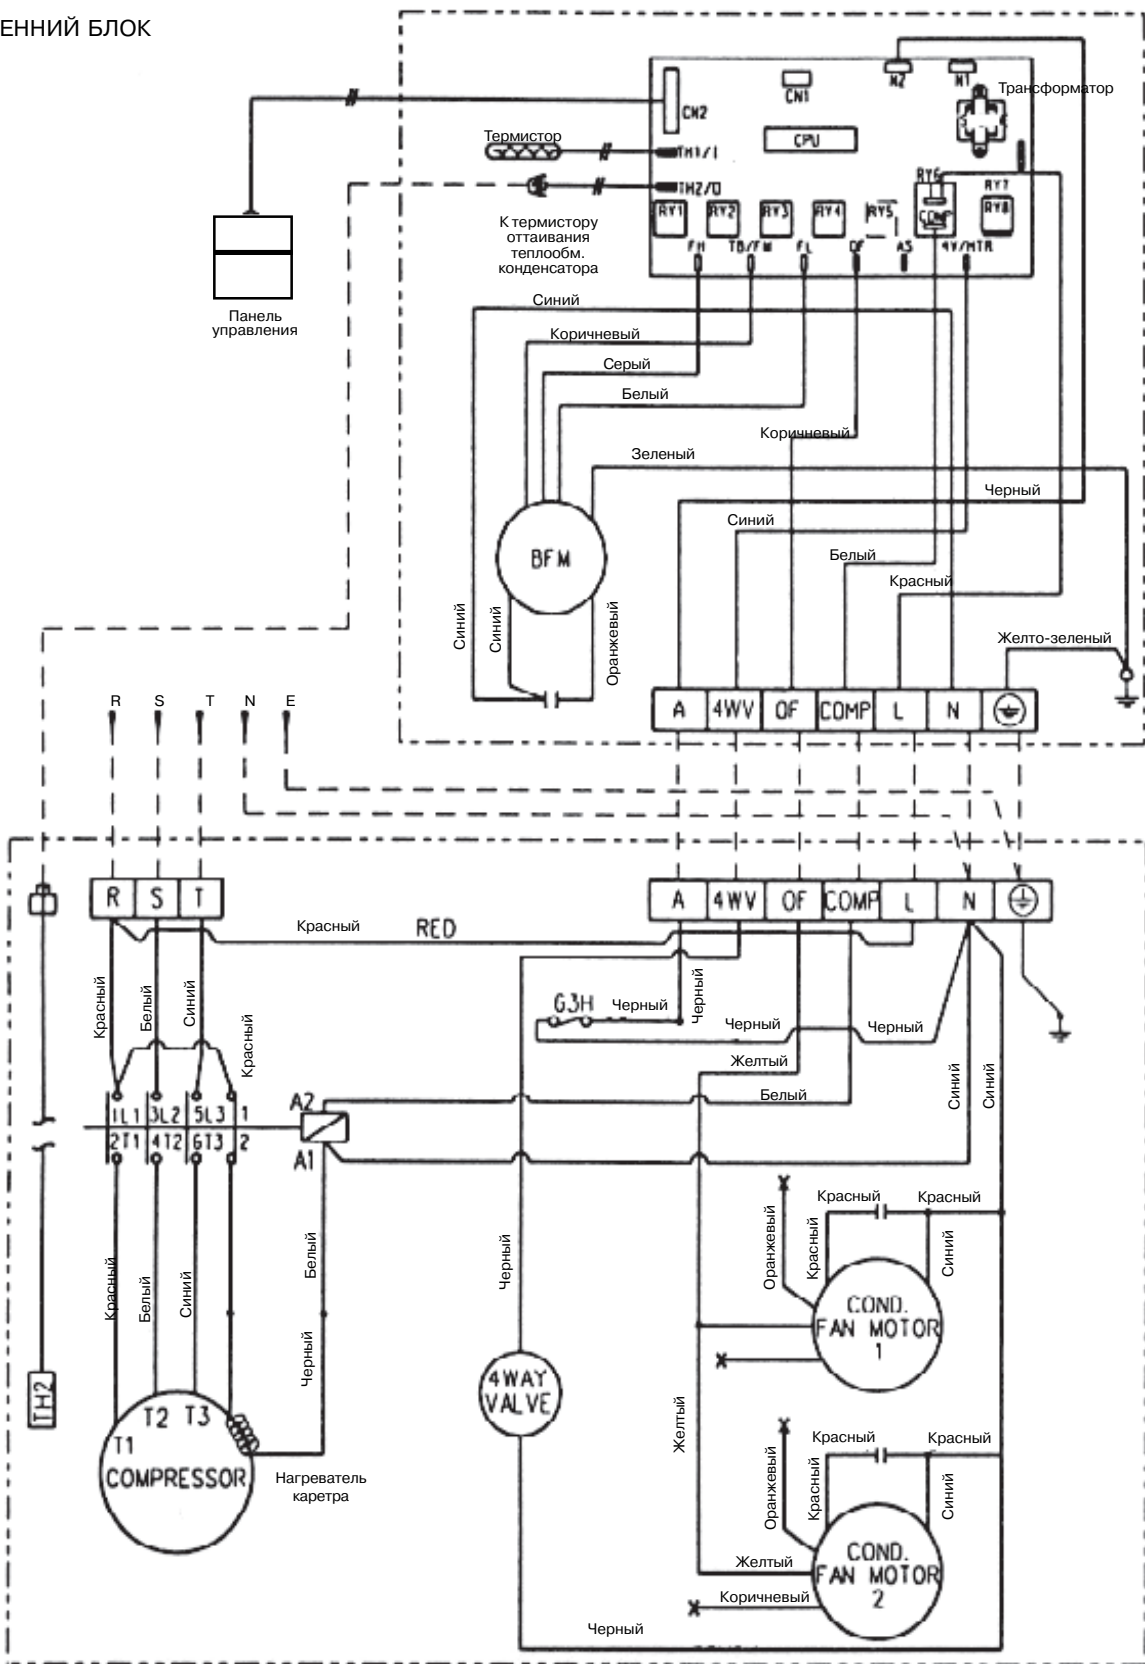 ЕННИЙ БЛОК
CN2
CN1
N2
N1
Трансформатор
CPU
Термистор
TH1/I
TH2/O
К термистору
оттаивания
теплообм.
конденсатора
RY1
RY2
RY3
RY4
RY5
RY6
COMP
RY7
RY8
FH
TB/FM
FL
OF
AS
4V/HTR
Панель
управления
Синий
Коричневый
Серый
Белый
Коричневый
Зеленый
Черный
Синий
Белый
Красный
BFM
Синий
Синий
Оранжевый
Желто-зеленый
A
4WV
OF
COMP
L
N
R
S
T
N
E
R
S
T
A
4WV
OF
COMP
L
N
Красный
RED
Красный
Белый
Синий
Красный
G3H
Черный
Черный
Черный
Черный
Желтый
Белый
Синий
Синий
1L1
3L2
5L3
1
2T1
4T2
6T3
2
A2
A1
Красный
Белый
Синий
Белый
Черный
Черный
Оранжевый
Красный
Красный
Красный
Синий
COND.
FAN MOTOR
1
4WAY
VALVE
TH2
T1
T2
T3
COMPRESSOR
Нагреватель
каретра
Желтый
Оранжевый
Красный
Красный
Красный
Синий
COND.
FAN MOTOR
2
Желтый
Коричневый
Черный